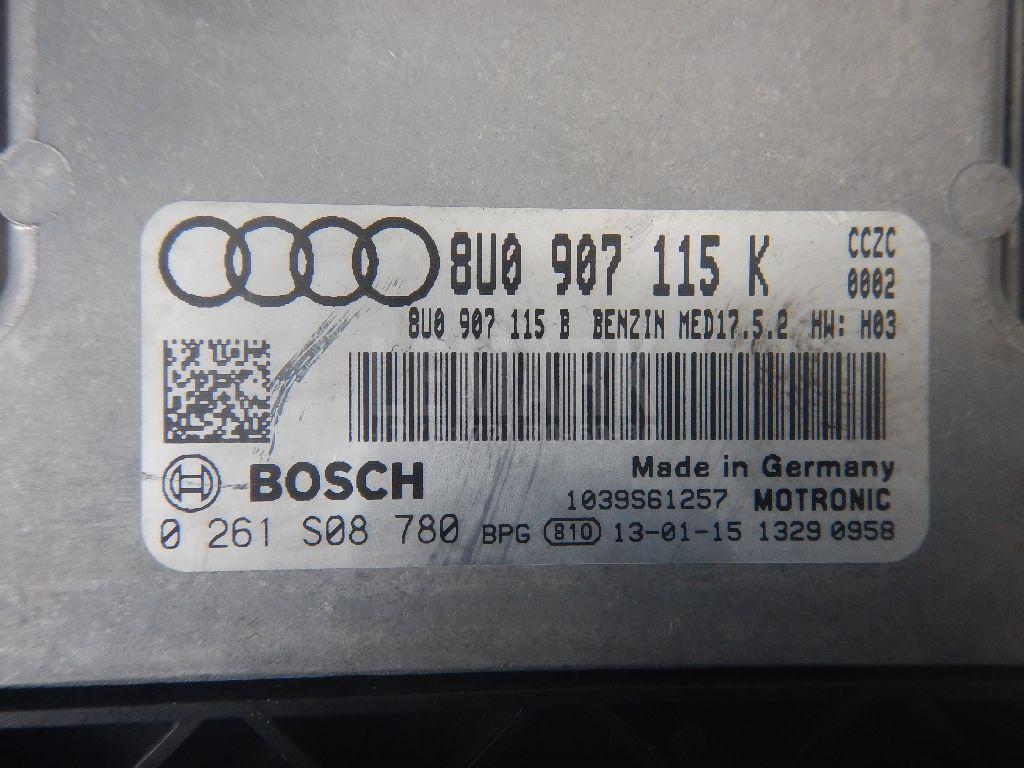 8U0 907 115 K
CCZC
0002
8U0 907 115 B BENZIN MED17.5.2 HW: H03
BOSCH
Made in Germany
1039S61257 MOTRONIC
0 261 S08 780 BPG 810 13-01-15 1329 0958